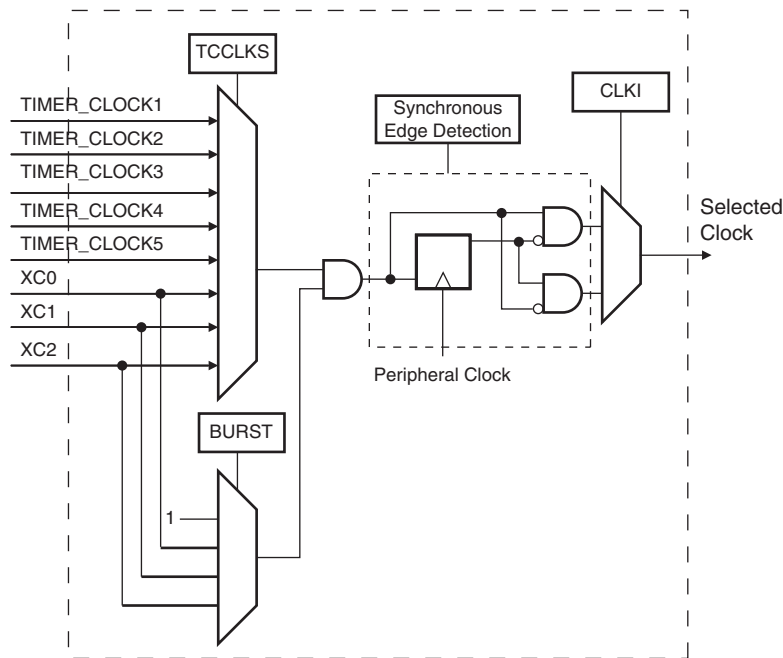 TCCLKS
TIMER_CLOCK1
TIMER_CLOCK2
TIMER_CLOCK3
TIMER_CLOCK4
TIMER_CLOCK5
XC0
XC1
XC2
Synchronous
Edge Detection
CLKI
Selected
Clock
Peripheral Clock
BURST
1